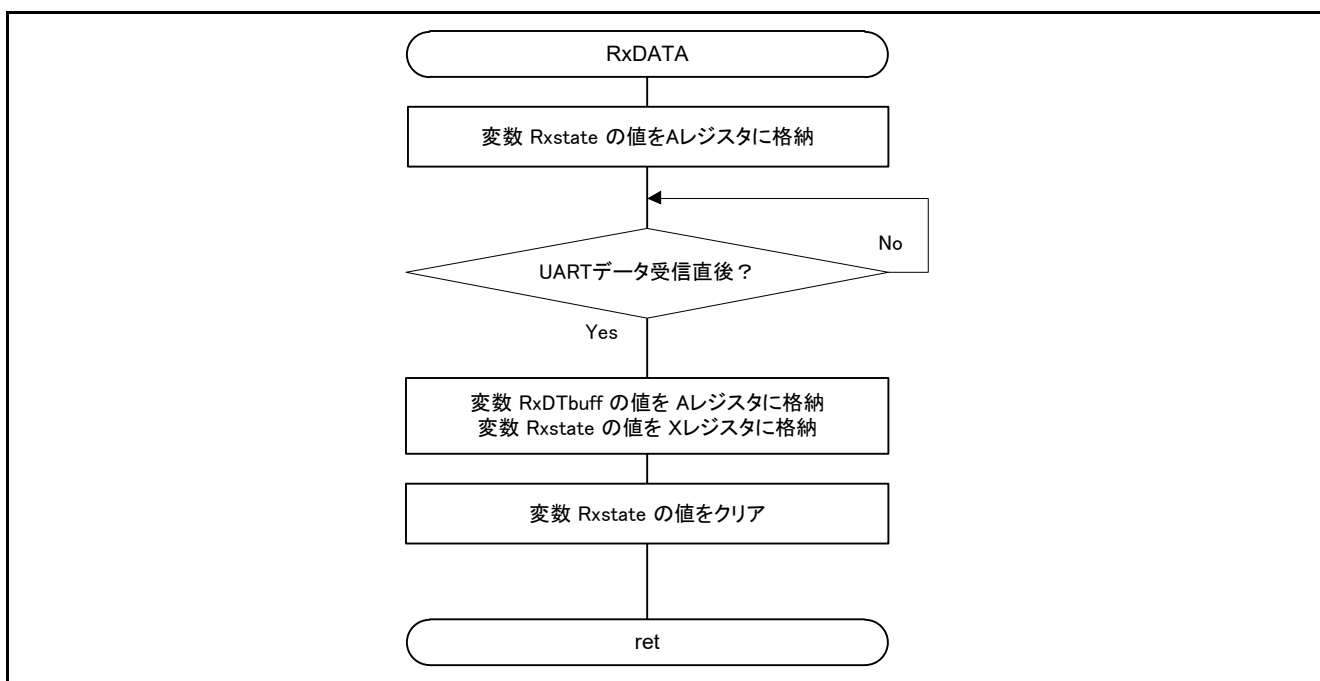 RxDATA
変数 Rxstate の値をAレジスタに格納
No
UARTデータ受信直後？
Yes
変数 RxDTbuff の値を Aレジスタに格納
変数 Rxstate の値を Xレジスタに格納
変数 Rxstate の値をクリア
ret